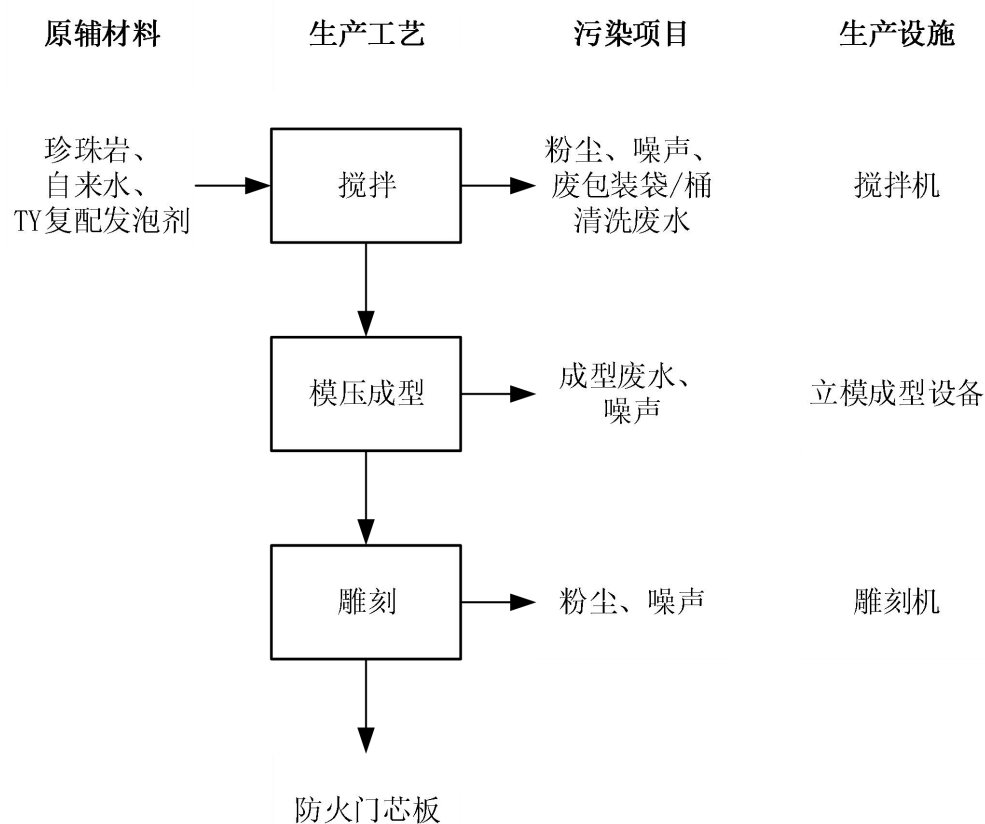 原辅材料
生产工艺
污染项目
生产设施
珍珠岩、
自来水、
TY复配发泡剂
搅拌
粉尘、噪声、
废包装袋/桶
清洗废水
搅拌机
模压成型
成型废水、
噪声
立模成型设备
雕刻
粉尘、噪声
雕刻机
防火门芯板